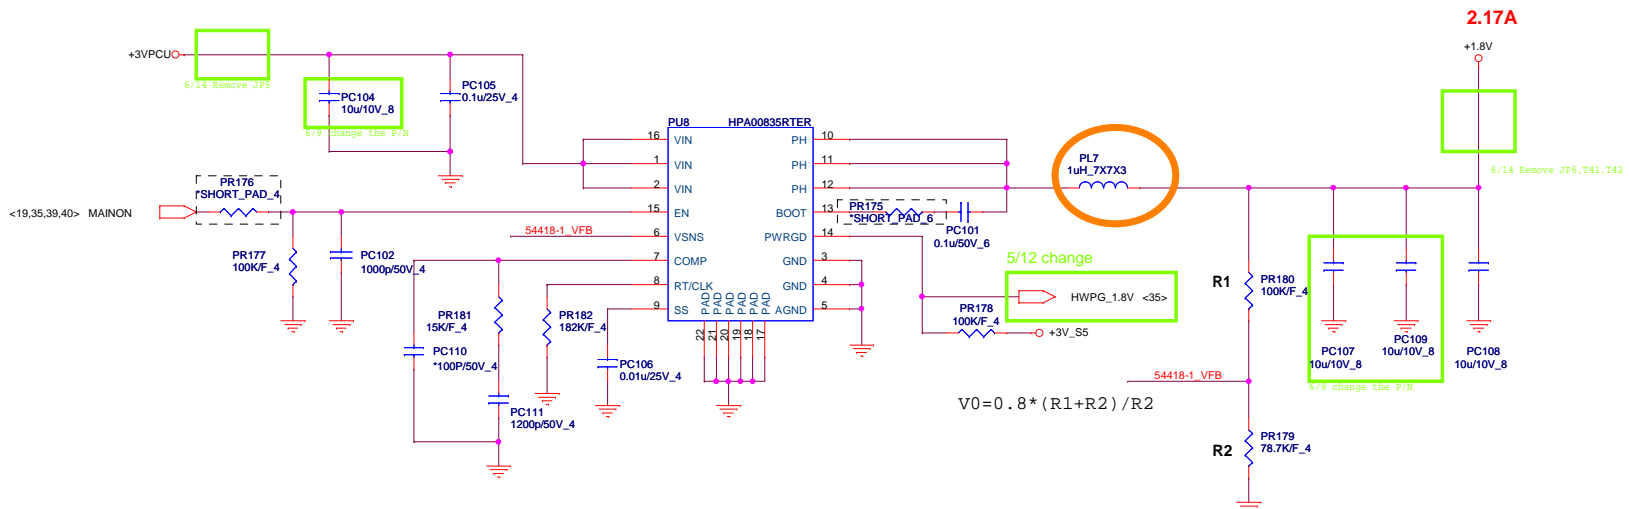 2.17A
+1.8V
+3VPCU
6/14 Remove JP5
PC104
10u/10V_8
6/9 change the P/N
PC105
0.1u/25V_4
PU8
HPA00835RTER
16 VIN
1 VIN
2 VIN
15 EN
6 VSNS
7 COMP
8 RT/CLK
9 SS
PH 10
PH 11
PH 12
BOOT 13
PWRGD 14
GND 3
GND 4
AGND 5
PAD PAD PAD PAD PAD PAD
22 21 20 19 18 17
PL7
1uH_7X7X3
6/14 Remove JP6,T41,T42
PR176
*SHORT_PAD_4
<19,35,39,40> MAINON
PR177
100K/F_4
PC102
1000p/50V_4
54418-1_VFB
PR175
*SHORT_PAD_6
PC101
0.1u/50V_6
5/12 change
HWPG_1.8V <35>
PR178
100K/F_4
+3V_S5
PR181
15K/F_4
PR182
182K/F_4
PC110
*100P/50V_4
PC106
0.01u/25V_4
PC111
1200p/50V_4
R1
PR180
100K/F_4
PC107
10u/10V_8
PC109
10u/10V_8
PC108
10u/10V_8
6/9 change the P/N
54418-1_VFB
V0=0.8*(R1+R2)/R2
R2
PR179
78.7K/F_4